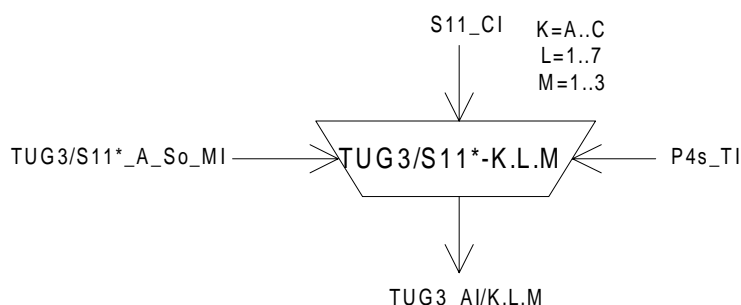 S11_CI
K=A..C
L=1..7
M=1..3
TUG3/S11*_A_So_MI
TUG3/S11*-K.L.M
P4s_TI
TUG3_AI/K.L.M